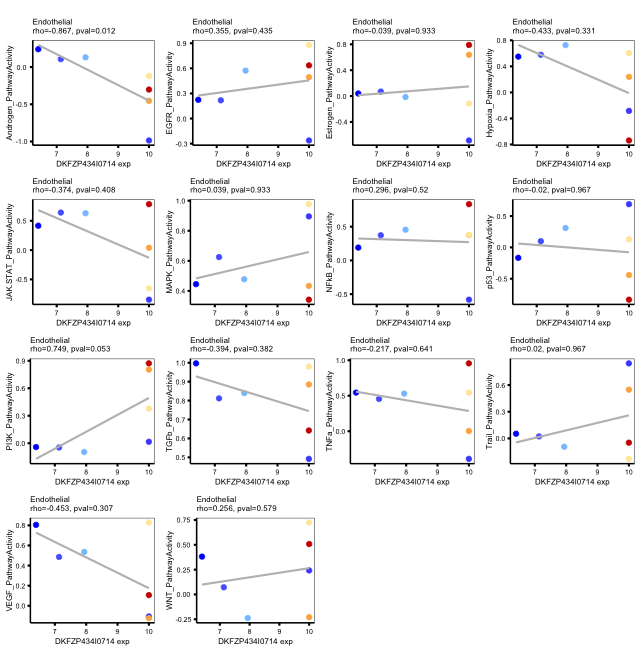 Endothelial
rho=-0.867, pval=0.012
Androgen_PathwayActivity
0.0
-0.5
-1.0
7 8 9 10
DKFZP434I0714 exp
Endothelial
rho=0.355, pval=0.435
EGFR_PathwayActivity
0.9
0.6
0.3
0.0
-0.3
7 8 9 10
DKFZP434I0714 exp
Endothelial
rho=-0.039, pval=0.933
Estrogen_PathwayActivity
0.8
0.4
0.0
-0.4
7 8 9 10
DKFZP434I0714 exp
Endothelial
rho=-0.433, pval=0.331
Hypoxia_PathwayActivity
0.8
0.4
0.0
-0.4
-0.8
7 8 9 10
DKFZP434I0714 exp
Endothelial
rho=-0.374, pval=0.408
JAK.STAT_PathwayActivity
0.5
0.0
-0.5
7 8 9 10
DKFZP434I0714 exp
Endothelial
rho=0.039, pval=0.933
MAPK_PathwayActivity
1.0
0.8
0.6
0.4
7 8 9 10
DKFZP434I0714 exp
Endothelial
rho=0.296, pval=0.52
NFkB_PathwayActivity
0.5
0.0
-0.5
7 8 9 10
DKFZP434I0714 exp
Endothelial
rho=-0.02, pval=0.967
p53_PathwayActivity
0.5
0.0
-0.5
7 8 9 10
DKFZP434I0714 exp
Endothelial
rho=0.749, pval=0.053
PI3K_PathwayActivity
0.9
0.6
0.3
0.0
7 8 9 10
DKFZP434I0714 exp
Endothelial
rho=-0.394, pval=0.382
TGFb_PathwayActivity
1.0
0.9
0.8
0.7
0.6
0.5
7 8 9 10
DKFZP434I0714 exp
Endothelial
rho=-0.217, pval=0.641
TNFa_PathwayActivity
1.0
0.5
0.0
7 8 9 10
DKFZP434I0714 exp
Endothelial
rho=0.02, pval=0.967
Trail_PathwayActivity
0.6
0.3
0.0
7 8 9 10
DKFZP434I0714 exp
Endothelial
rho=-0.453, pval=0.307
VEGF_PathwayActivity
0.8
0.6
0.4
0.2
0.0
7 8 9 10
DKFZP434I0714 exp
Endothelial
rho=0.256, pval=0.579
WNT_PathwayActivity
0.75
0.50
0.25
0.00
-0.25
7 8 9 10
DKFZP434I0714 exp